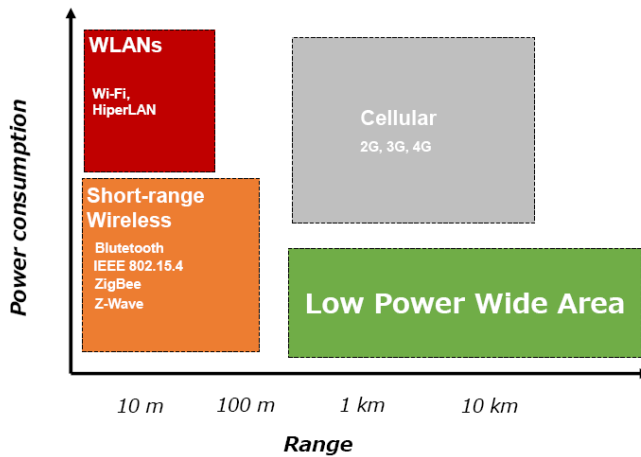 Power consumption
WLANs
Wi-Fi,
HiperLAN
Cellular
2G, 3G, 4G
Short-range
Wireless
Blutetooth
IEEE 802.15.4
ZigBee
Z-Wave
Low Power Wide Area
10 m
100 m
1 km
10 km
Range